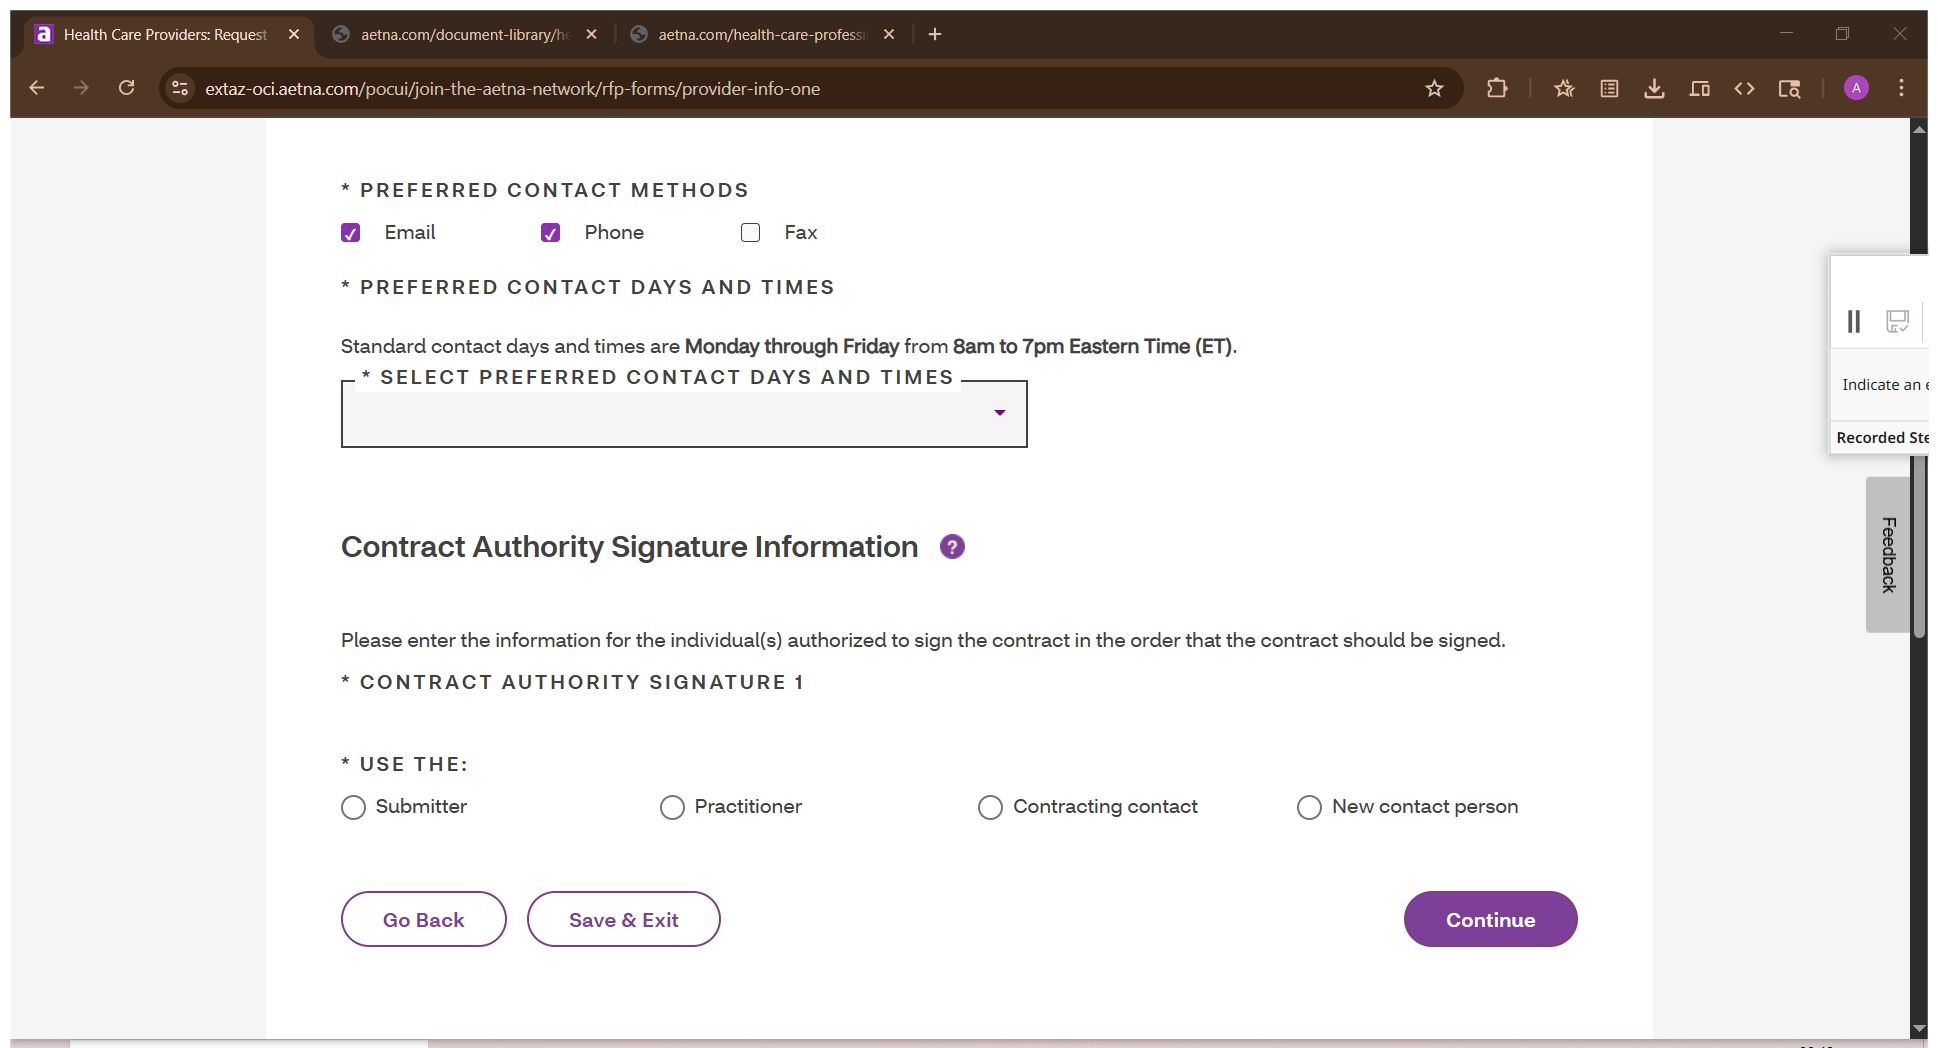 Health Care Providers: Request
aetna.com/document-library/he
aetna.com/health-care-professi
extaz-oci.aetna.com/pocui/join-the-aetna-network/rfp-forms/provider-info-one
A
* PREFERRED CONTACT METHODS
Email
Phone
Fax
* PREFERRED CONTACT DAYS AND TIMES
Standard contact days and times are Monday through Friday from 8am to 7pm Eastern Time (ET).
* SELECT PREFERRED CONTACT DAYS AND TIMES
Indicate an e
Recorded Ste
Feedback
Contract Authority Signature Information ?
Please enter the information for the individual(s) authorized to sign the contract in the order that the contract should be signed.
* CONTRACT AUTHORITY SIGNATURE 1
* USE THE:
Submitter
Practitioner
Contracting contact
New contact person
Go Back
Save & Exit
Continue